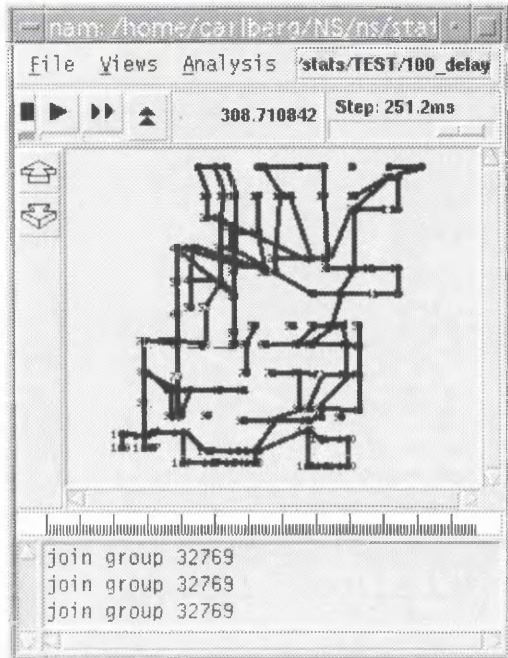 nam: /home/carlberg/NS/ns/stat
File Views Analysis /stats/TEST/100_delay
308.710842 Step: 251.2ms
join group 32769
join group 32769
join group 32769